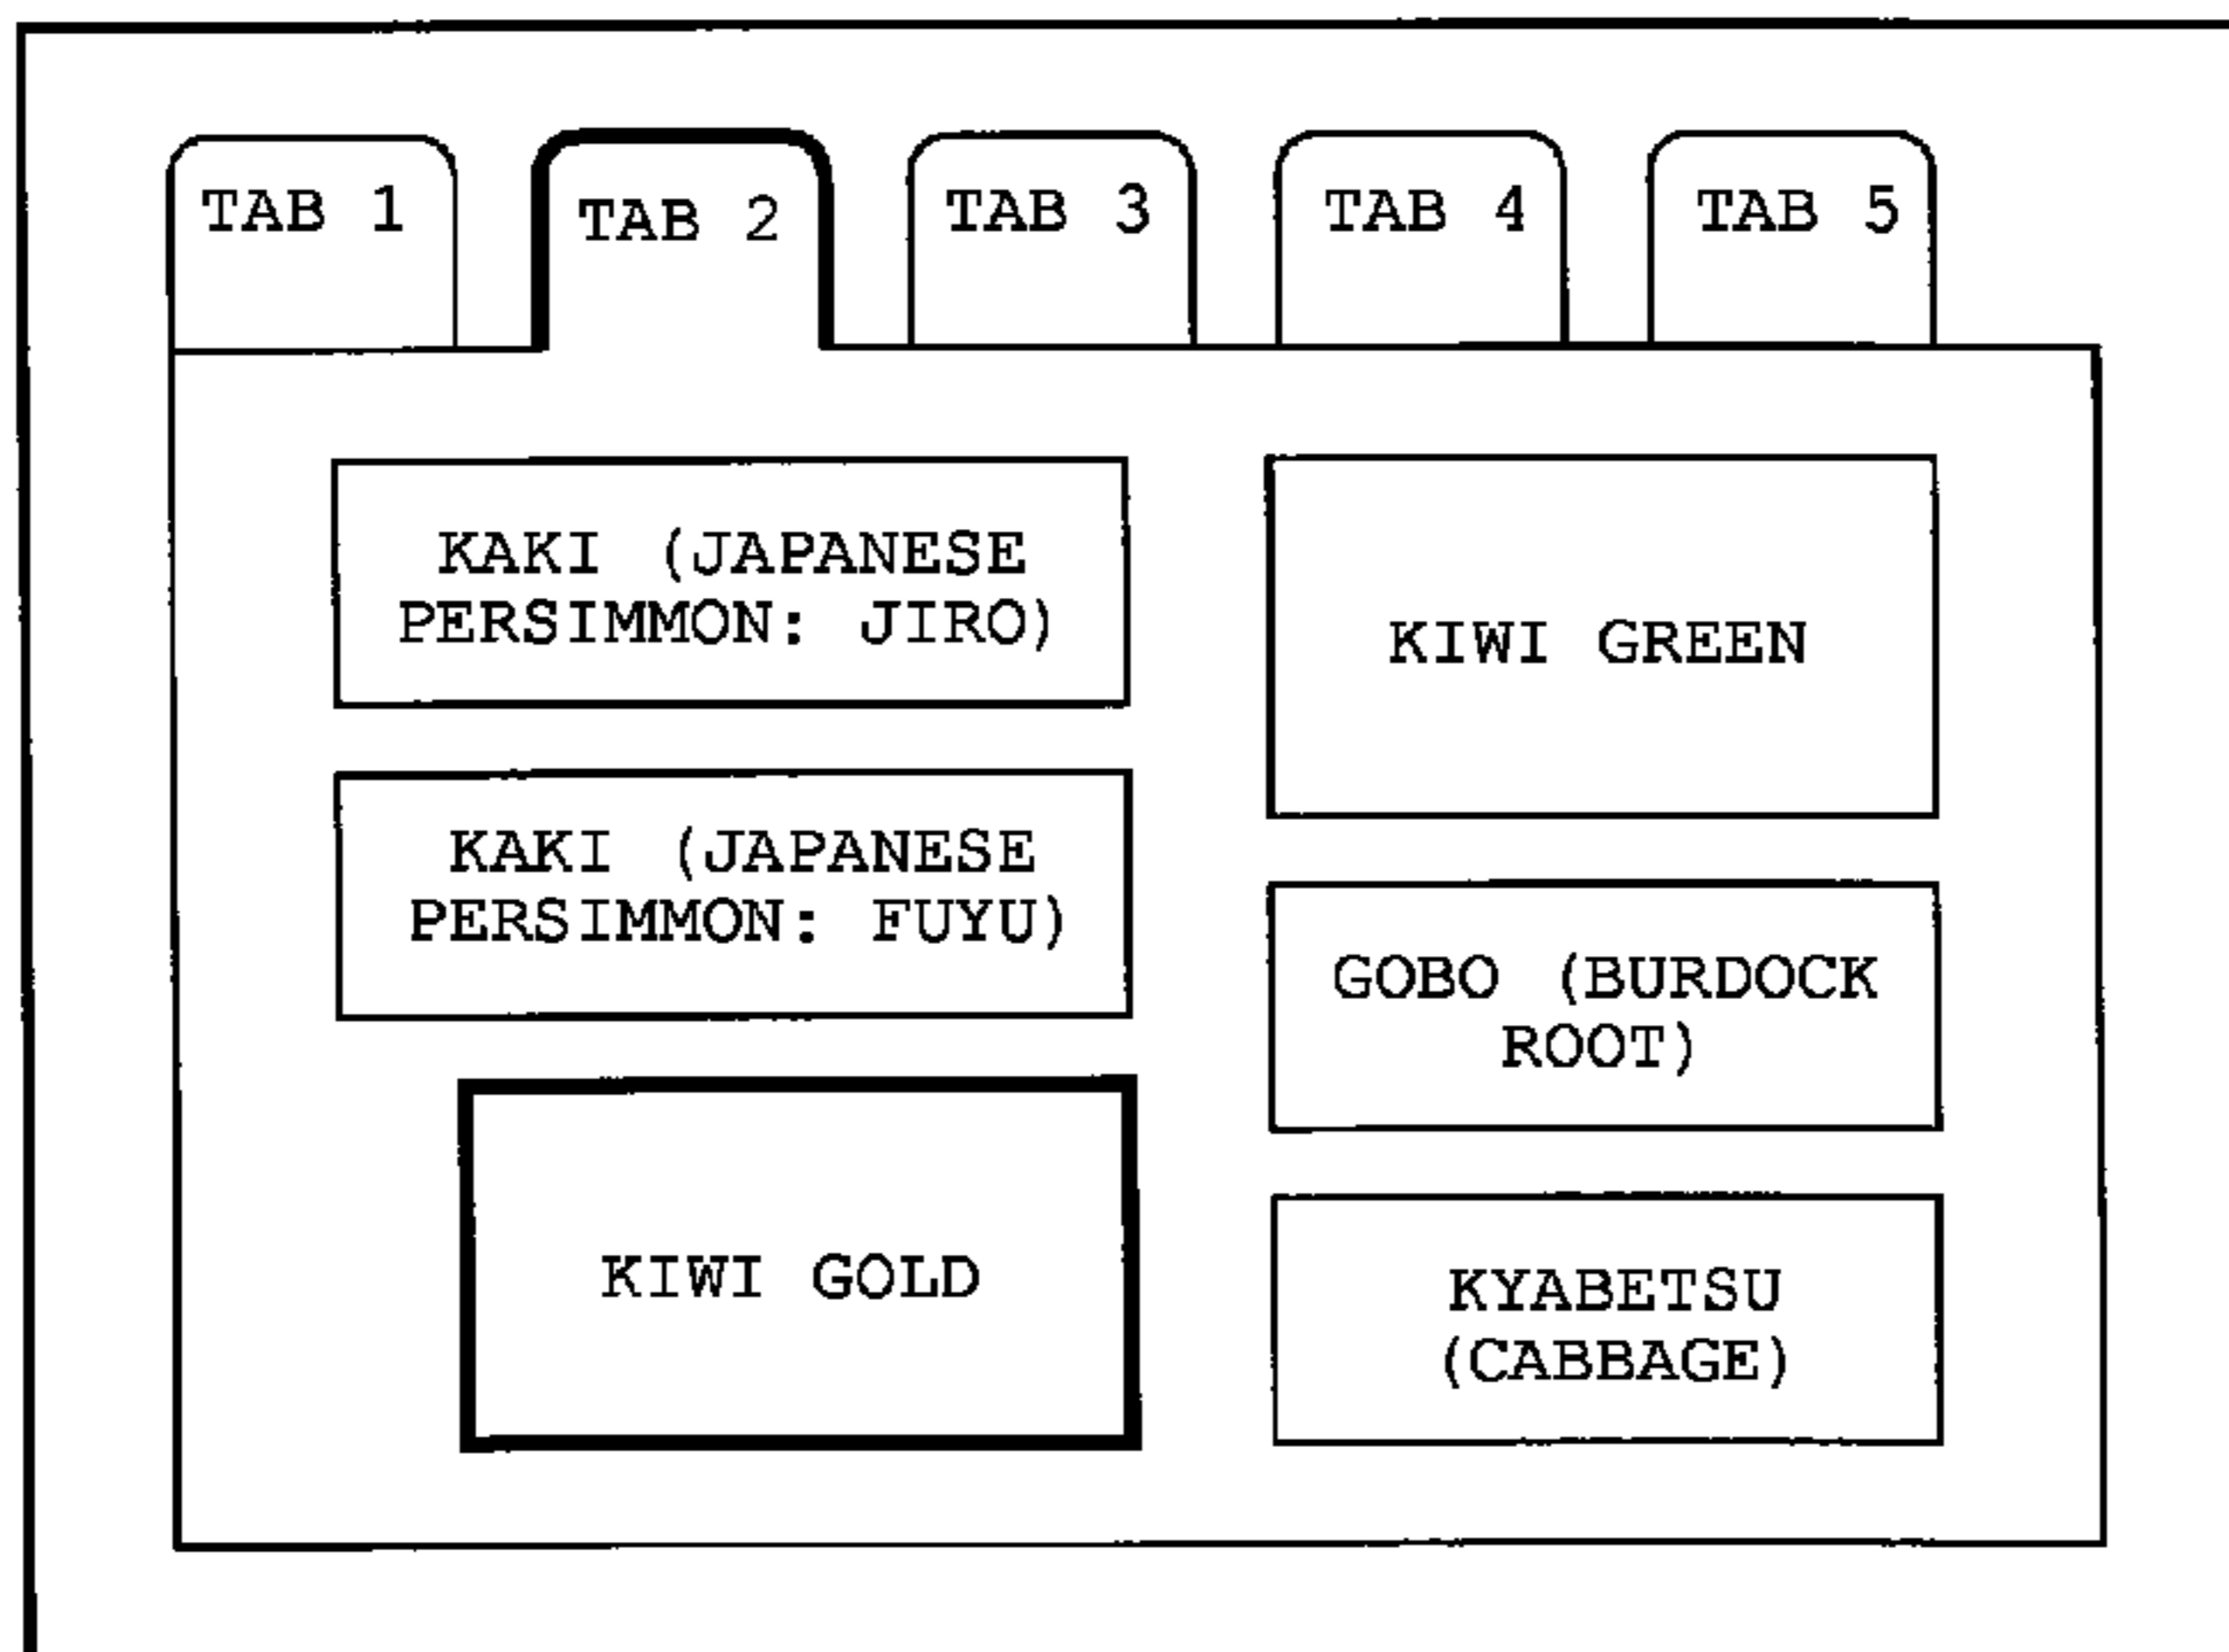 TAB 1
TAB 2
TAB 3
TAB 4
TAB 5
KAKI (JAPANESE
PERSIMMON: JIRO)
KAKI (JAPANESE
PERSIMMON: FUYU)
KIWI GOLD
KIWI GREEN
GOBO (BURDOCK
ROOT)
KYABETSU
(CABBAGE)